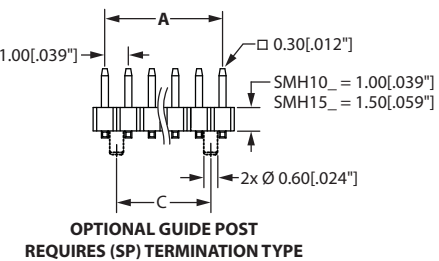 A
1.00[.039"]
□ 0.30[.012"]
SMH10_ = 1.00[.039"]
SMH15_ = 1.50[.059"]
2x Ø 0.60[.024"]
C
OPTIONAL GUIDE POST
REQUIRES (SP) TERMINATION TYPE